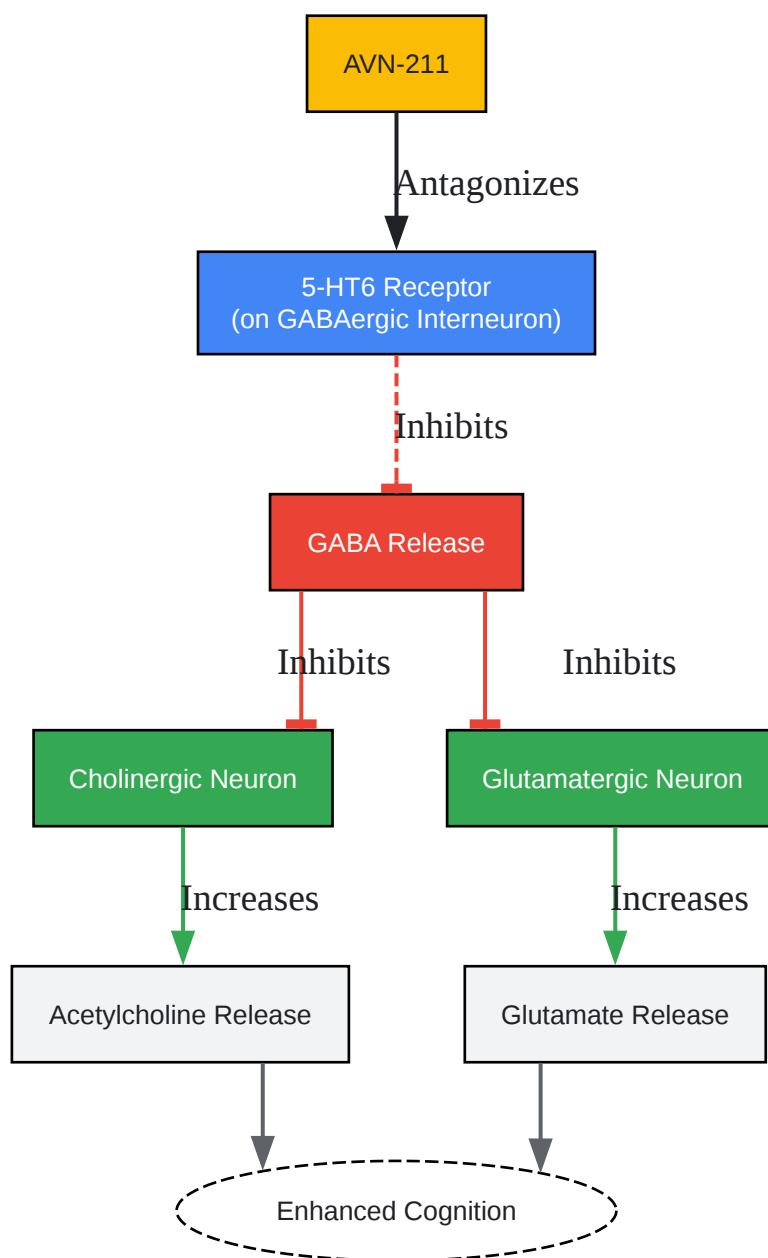 AVN-211
Antagonizes
5-HT6 Receptor
(on GABAergic Interneuron)
Inhibits
GABA Release
Inhibits
Inhibits
Cholinergic Neuron
Glutamatergic Neuron
Increases
Increases
Acetylcholine Release
Glutamate Release
Enhanced Cognition